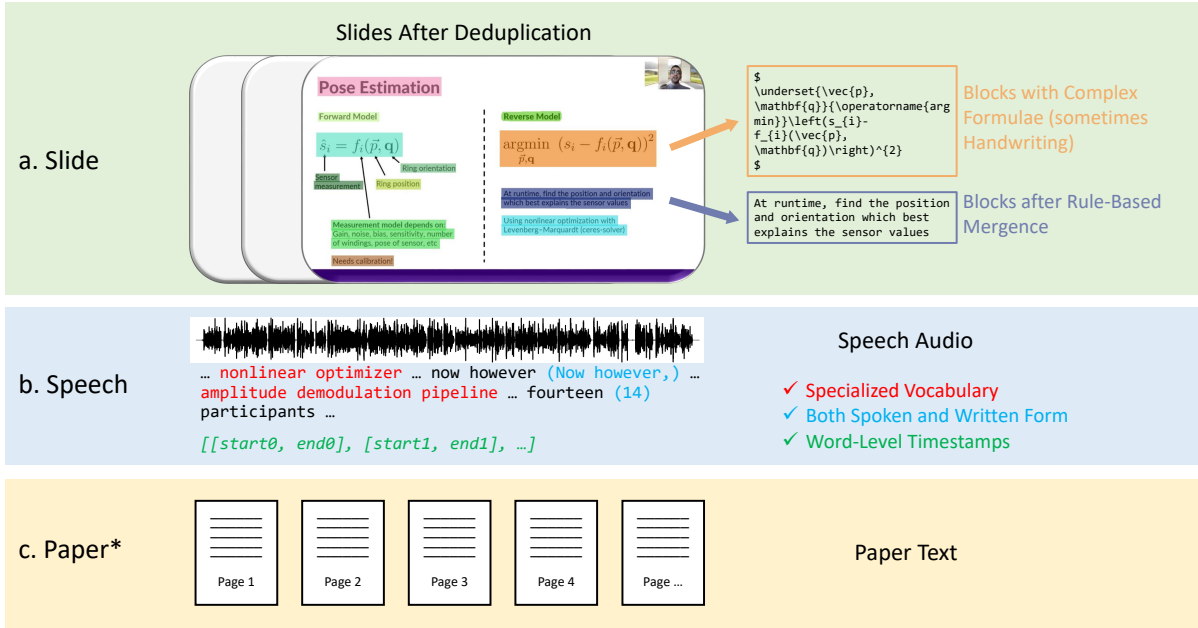 Slides After Deduplication
a. Slide
Pose Estimation
Forward Model
ŝᵢ = fᵢ(p⃗, q)
Sensor
measurement
Ring orientation
Ring position
Measurement model depends on:
Gain, noise, bias, sensitivity, number
of windings, pose of sensor, etc
Needs calibration!
Reverse Model
argmin (sᵢ − fᵢ(p⃗, q))²
p⃗,q
At runtime, find the position and orientation
which best explains the sensor values
Using nonlinear optimization with
Levenberg–Marquardt (ceres-solver)
$
\underset{\vec{p},
\mathbf{q}}{\operatorname{arg
min}}\left(s_{i}-
f_{i}(\vec{p},
\mathbf{q})\right)^{2}
$
Blocks with Complex
Formulae (sometimes
Handwriting)
At runtime, find the position
and orientation which best
explains the sensor values
Blocks after Rule-Based
Mergence
b. Speech
… nonlinear optimizer … now however (Now however,) …
amplitude demodulation pipeline … fourteen (14)
participants …
[[start0, end0], [start1, end1], …]
Speech Audio
✓ Specialized Vocabulary
✓ Both Spoken and Written Form
✓ Word-Level Timestamps
c. Paper*
Page 1
Page 2
Page 3
Page 4
Page …
Paper Text